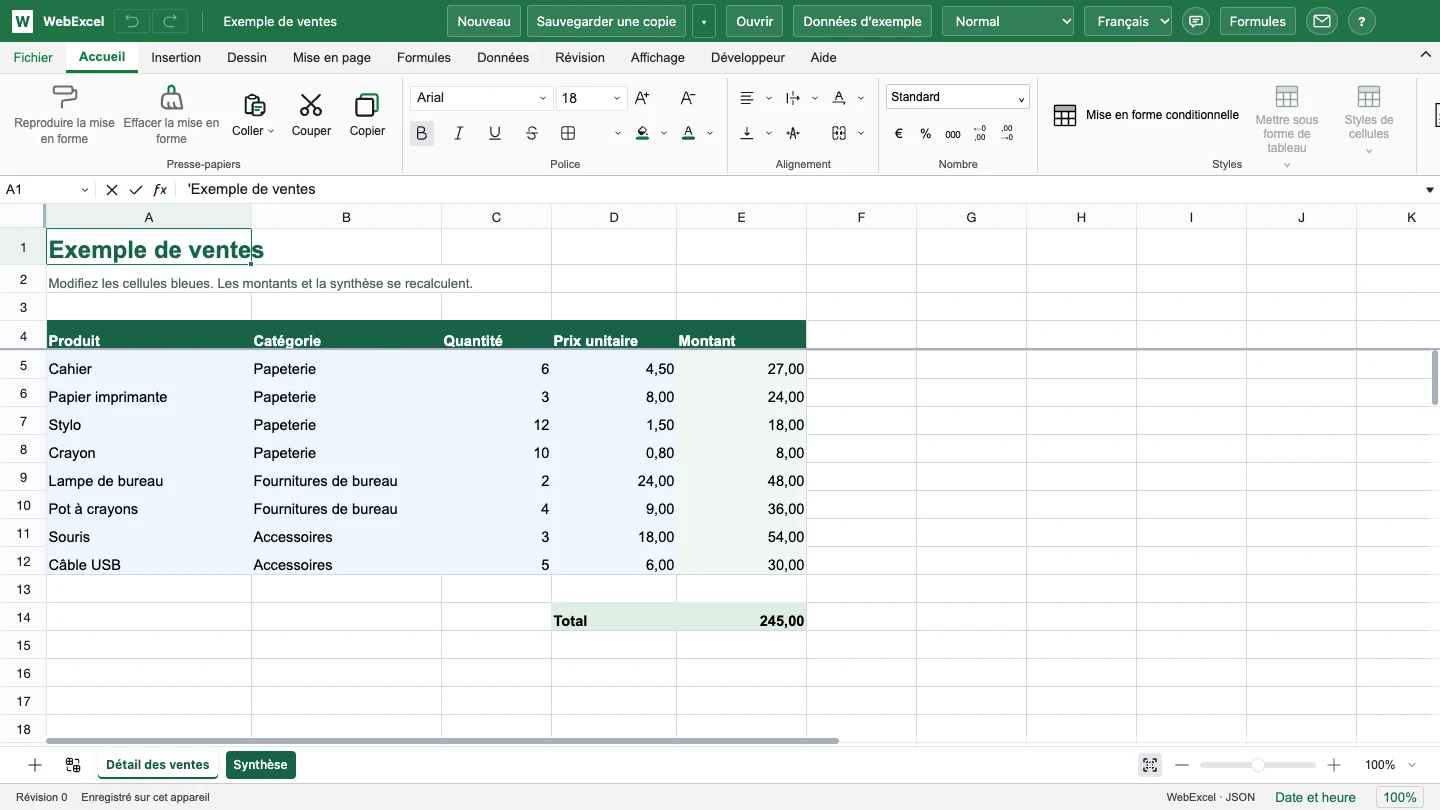 W WebExcel Exemple de ventes Nouveau Sauvegarder une copie Ouvrir Données d'exemple Normal Français Formules ?
Fichier Accueil Insertion Dessin Mise en page Formules Données Révision Affichage Développeur Aide
Reproduire la mise en forme
Effacer la mise en forme
Coller Couper Copier
Presse-papiers
Arial 18 A+ A−
B I U S A
Police
Alignement
Standard
€ % 000 ←0 ,00 ,00 →0
Nombre
Mise en forme conditionnelle
Mettre sous forme de tableau
Styles de cellules
Styles
A1 fx 'Exemple de ventes
A B C D E F G H I J K
1 Exemple de ventes
2 Modifiez les cellules bleues. Les montants et la synthèse se recalculent.
3
4 Produit Catégorie Quantité Prix unitaire Montant
5 Cahier Papeterie 6 4,50 27,00
6 Papier imprimante Papeterie 3 8,00 24,00
7 Stylo Papeterie 12 1,50 18,00
8 Crayon Papeterie 10 0,80 8,00
9 Lampe de bureau Fournitures de bureau 2 24,00 48,00
10 Pot à crayons Fournitures de bureau 4 9,00 36,00
11 Souris Accessoires 3 18,00 54,00
12 Câble USB Accessoires 5 6,00 30,00
13
14 Total 245,00
15
16
17
18
Détail des ventes Synthèse 100%
Révision 0 Enregistré sur cet appareil WebExcel · JSON Date et heure 100%